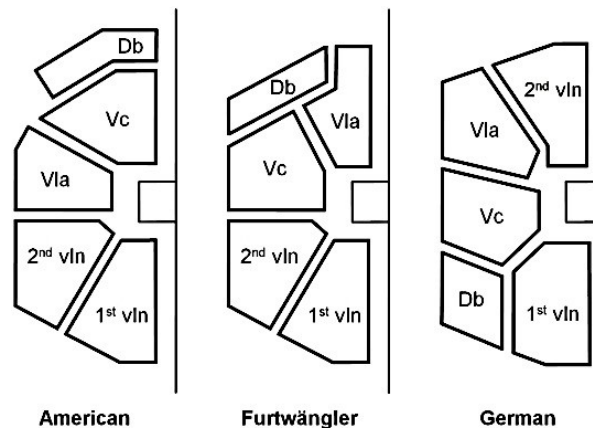 Db
Vc
Vla
2nd vln
1st vln
American
Db
Vla
Vc
2nd vln
1st vln
Furtwängler
2nd vln
Vla
Vc
Db
1st vln
German